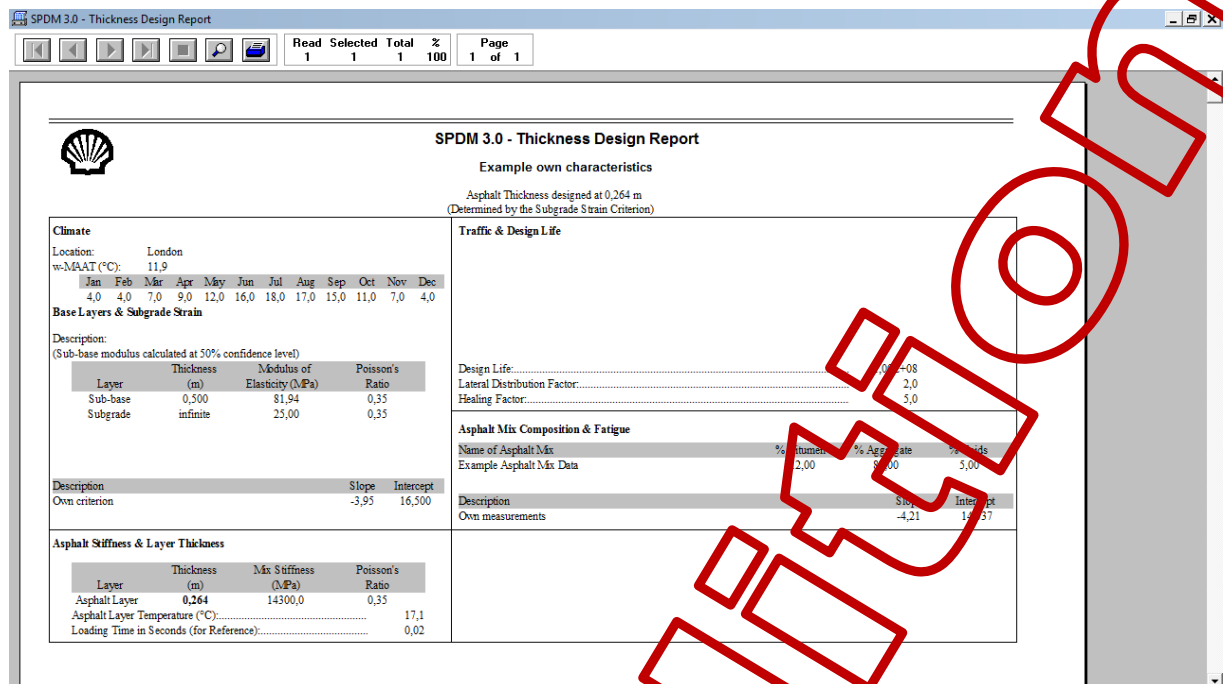 SPDM 3.0 - Thickness Design Report
Read Selected Total %
1 1 1 100
Page
1 of 1
SPDM 3.0 - Thickness Design Report
Example own characteristics
Asphalt Thickness designed at 0,264 m
(Determined by the Subgrade Strain Criterion)
Climate
Location: London
w-MAAT (°C): 11,9
Jan Feb Mar Apr May Jun Jul Aug Sep Oct Nov Dec
4,0 4,0 7,0 9,0 12,0 16,0 18,0 17,0 15,0 11,0 7,0 4,0
Base Layers & Subgrade Strain
Description:
(Sub-base modulus calculated at 50% confidence level)
Thickness Modulus of Poisson's
Layer (m) Elasticity (MPa) Ratio
Sub-base 0,500 81,94 0,35
Subgrade infinite 25,00 0,35
Description Slope Intercept
Own criterion -3,95 16,500
Asphalt Stiffness & Layer Thickness
Thickness Mix Stiffness Poisson's
Layer (m) (MPa) Ratio
Asphalt Layer 0,264 14300,0 0,35
Asphalt Layer Temperature (°C): 17,1
Loading Time in Seconds (for Reference): 0,02
Traffic & Design Life
Design Life:
Lateral Distribution Factor: 2,0
Healing Factor: 5,0
Asphalt Mix Composition & Fatigue
Name of Asphalt Mix % Bitumen % Aggregate % Voids
Example Asphalt Mix Data 5,00
Description Slope Intercept
Own measurements -4,21